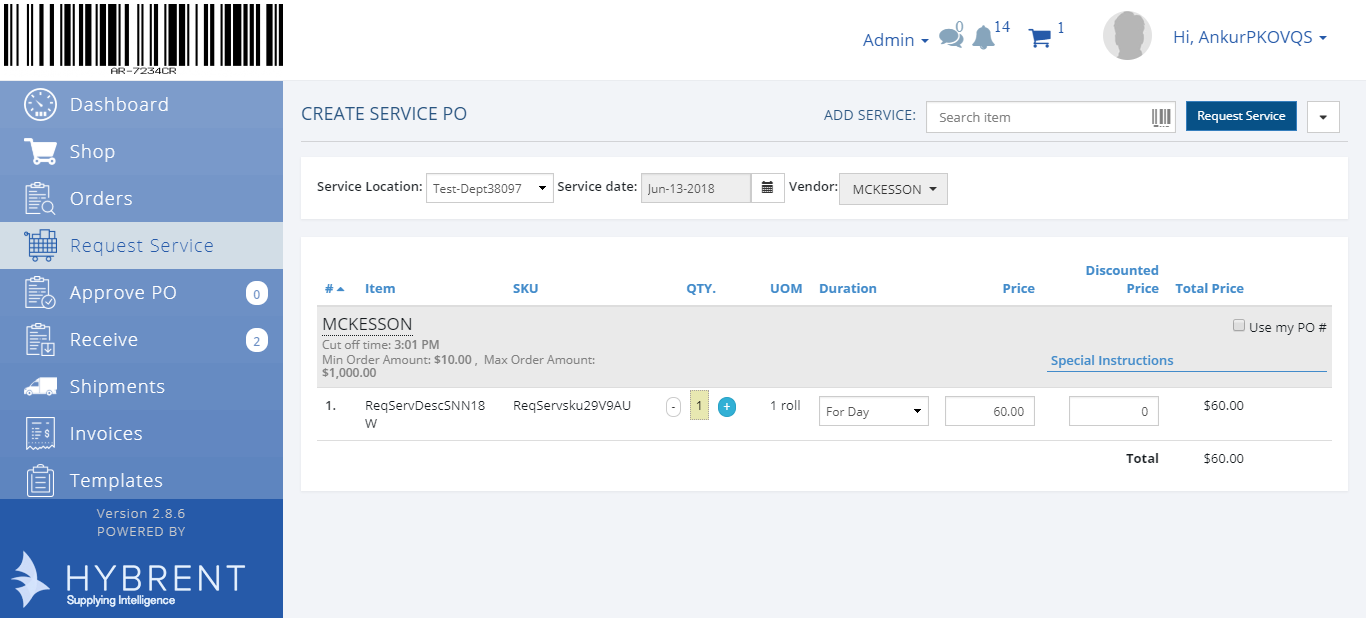 AR-7234CR
Admin 0 14 1 Hi, AnkurPKOVQS
Dashboard
Shop
Orders
Request Service
Approve PO 0
Receive 2
Shipments
Invoices
Templates
Version 2.8.6
POWERED BY
HYBRENT
Supplying Intelligence
CREATE SERVICE PO ADD SERVICE: Search item Request Service
Service Location: Test-Dept38097 Service date: Jun-13-2018 Vendor: MCKESSON
# Item SKU QTY. UOM Duration Price Discounted Price Total Price
MCKESSON Use my PO #
Cut off time: 3:01 PM
Min Order Amount: $10.00 , Max Order Amount: Special Instructions
$1,000.00
1. ReqServDescSNN18 ReqServsku29V9AU - 1 + 1 roll For Day 60.00 0 $60.00
W
Total $60.00